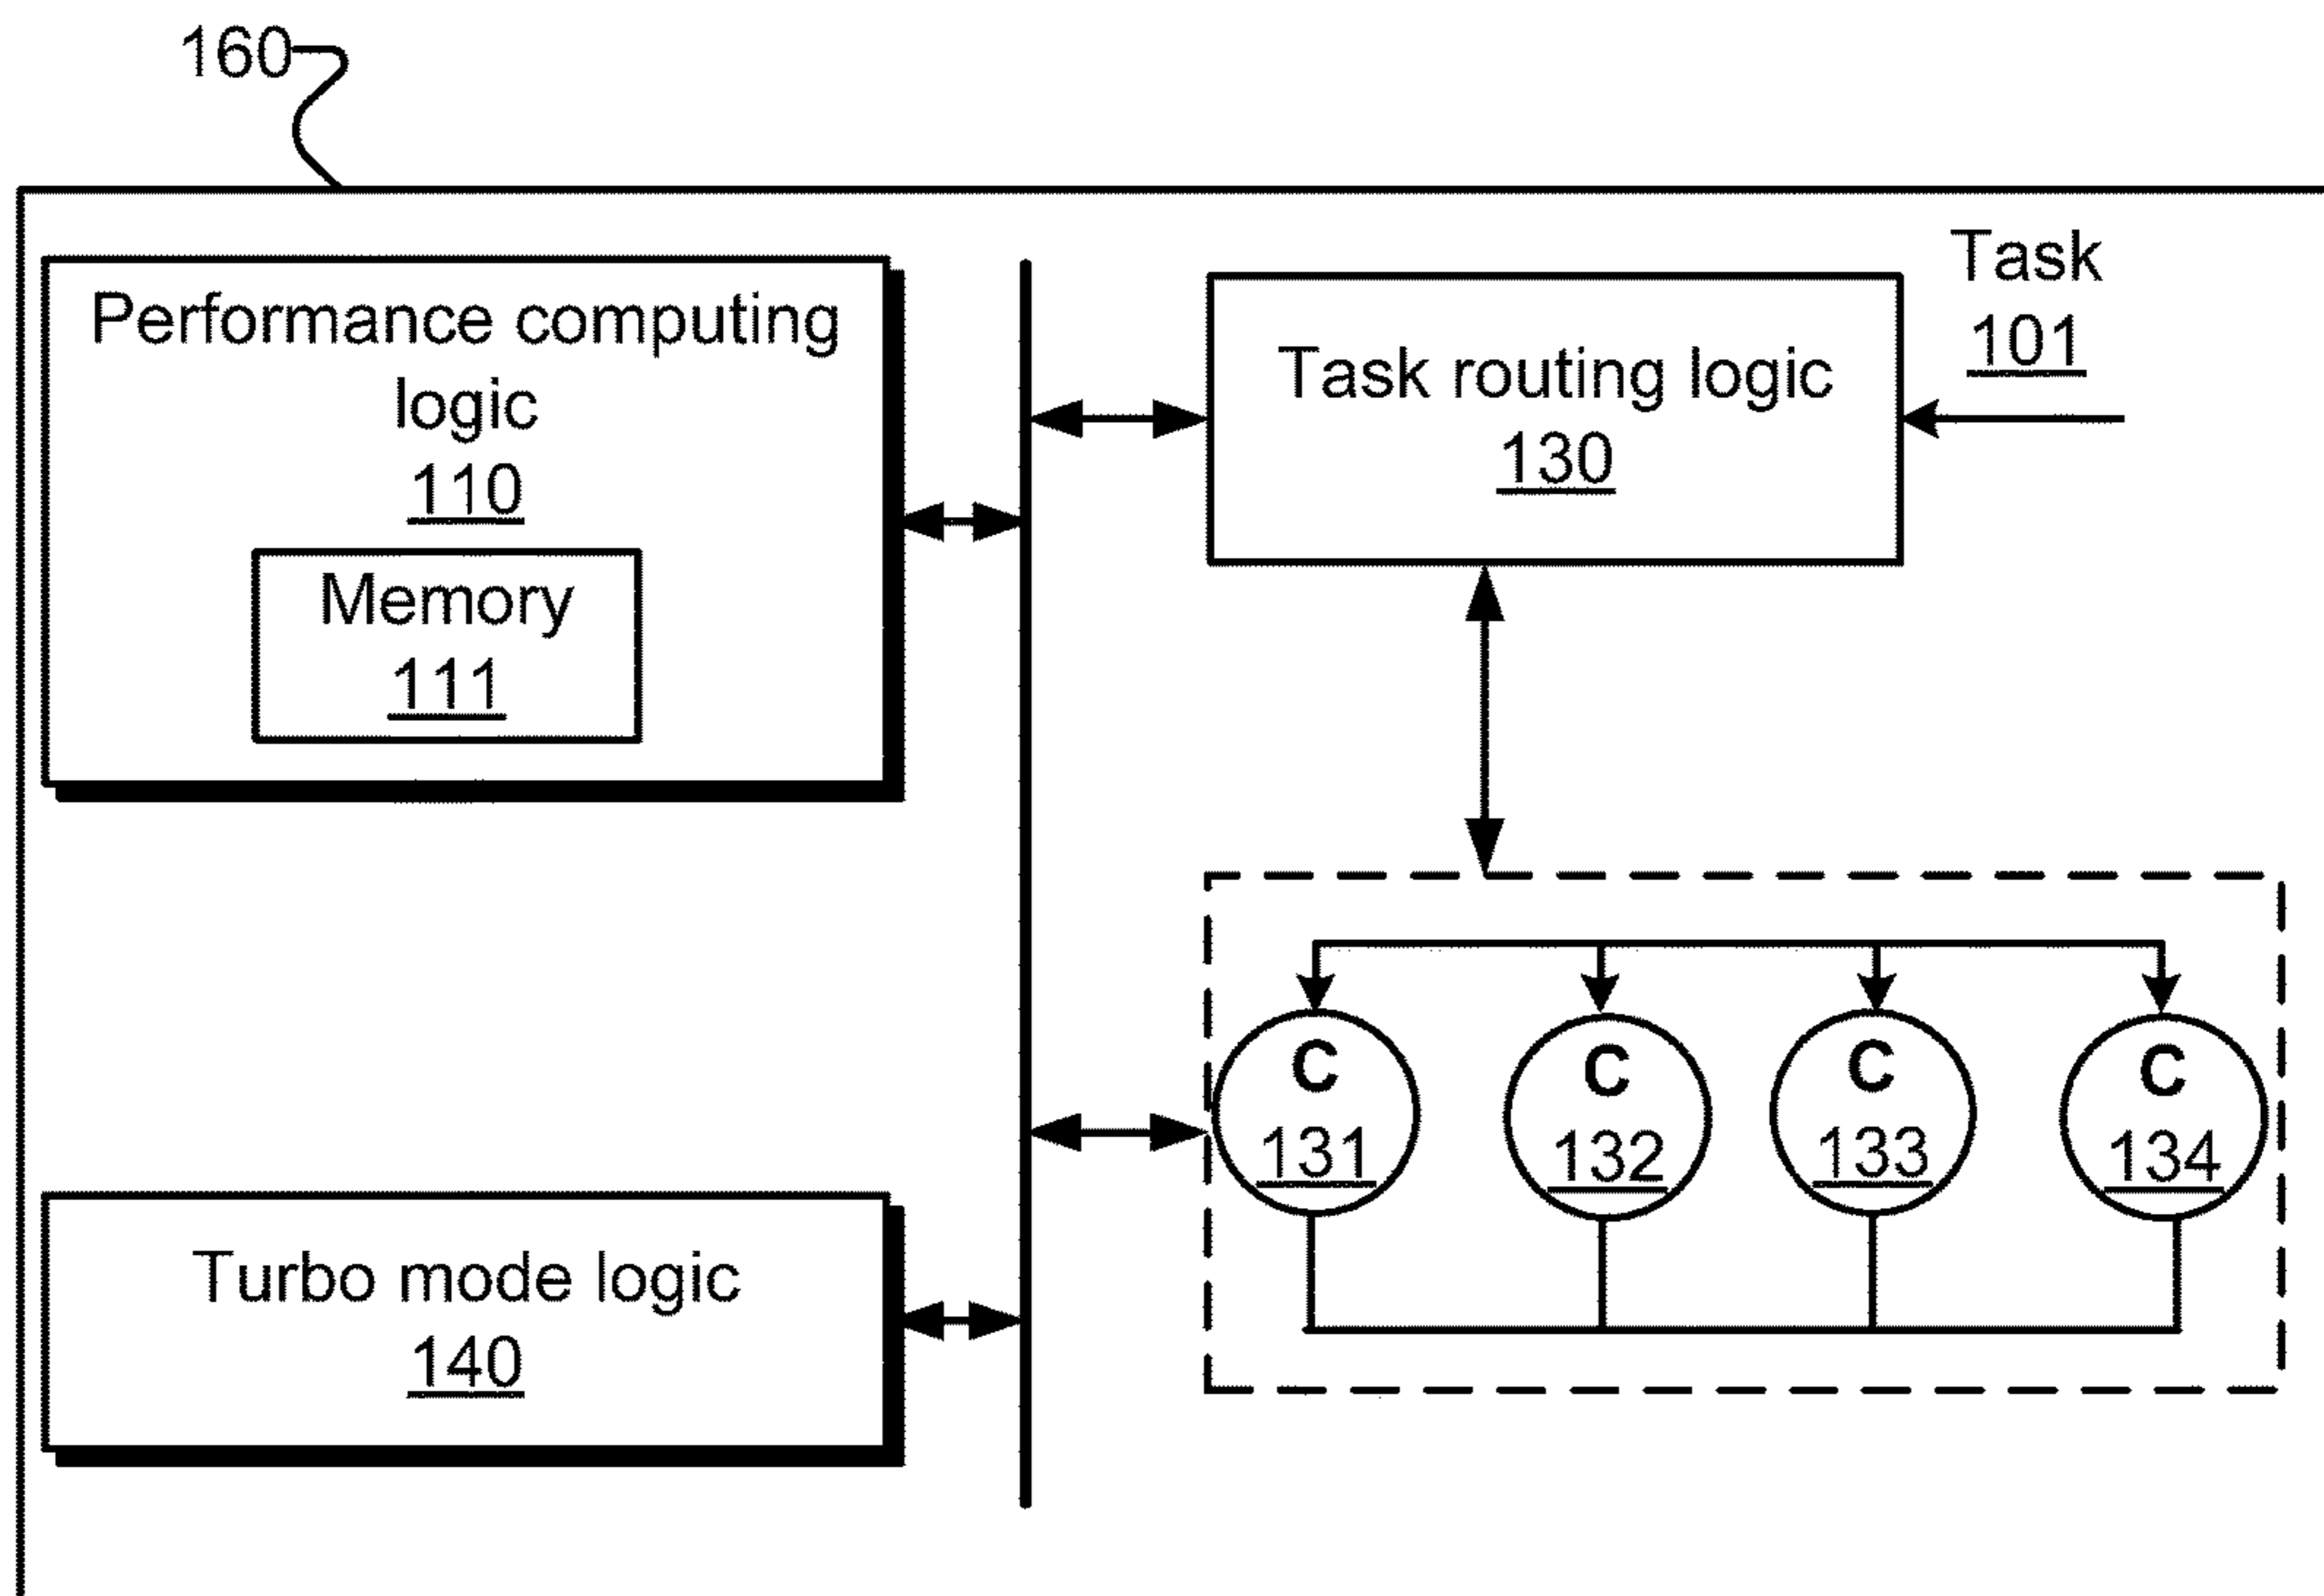 160
Performance computing
logic
110
Memory
111
Task routing logic
130
Task
101
C
131
C
132
C
133
C
134
Turbo mode logic
140